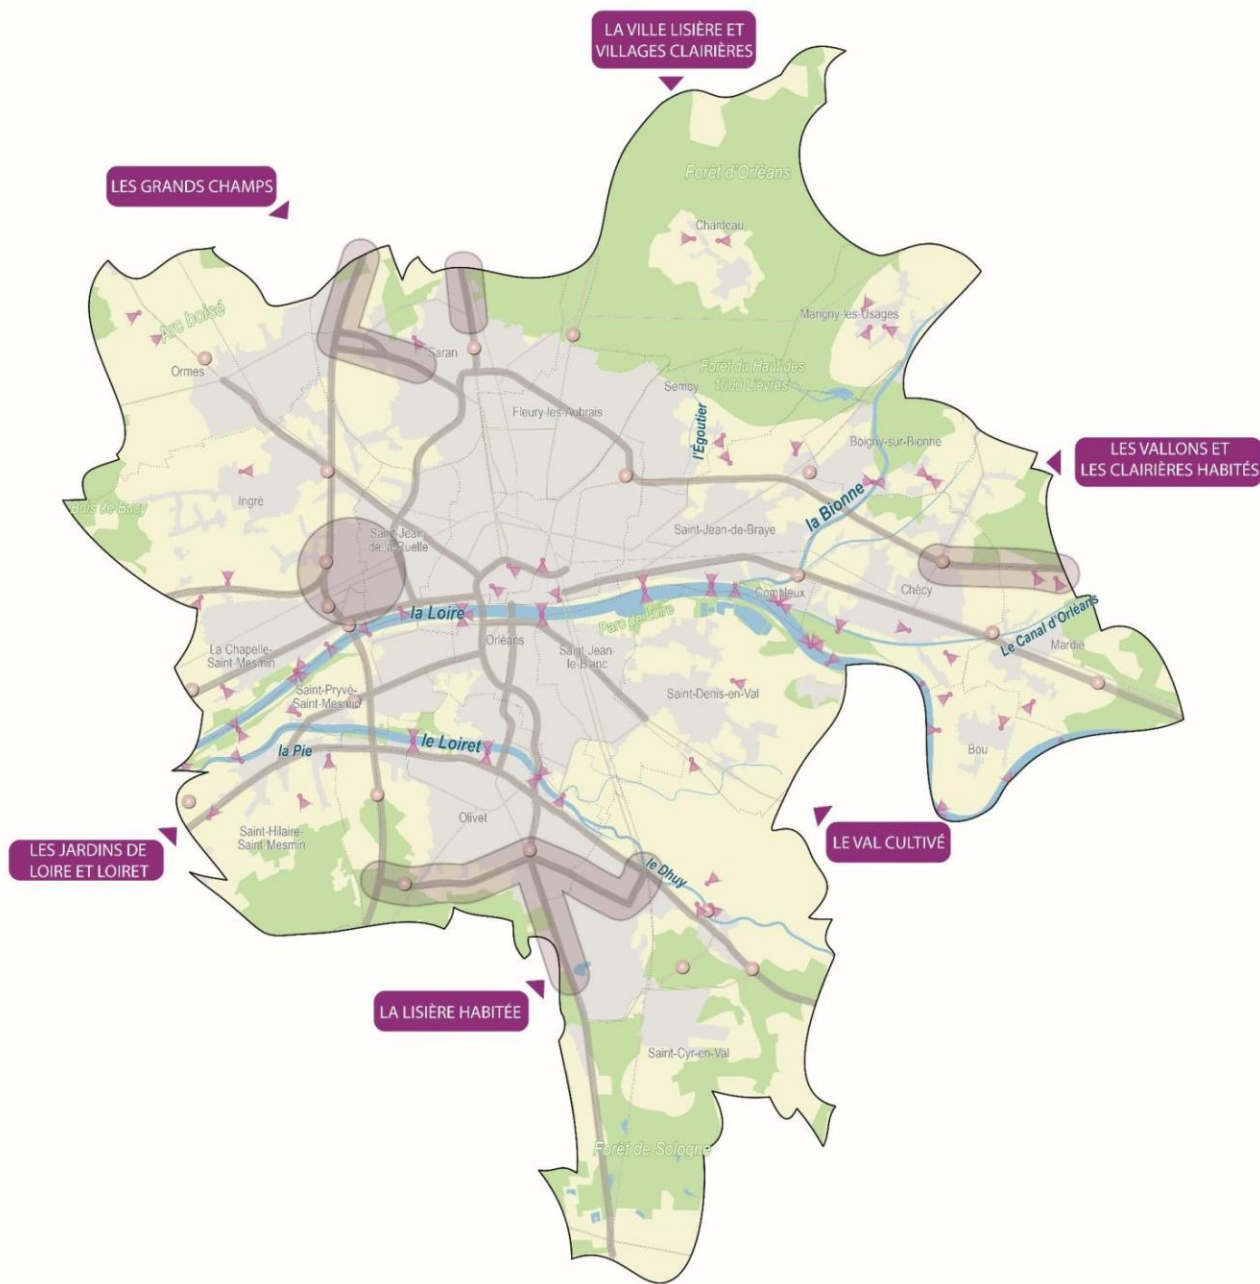 LA VILLE LISIÈRE ET
VILLAGES CLAIRIÈRES
LES GRANDS CHAMPS
Forêt d'Orléans
Chanteau
Marigny-les-Usages
Arc boisé
Ormes
Saran
Forêt du Haut des
1000 Lièvres
Semoy
Fleury-les-Aubrais
l'Égoutier
Boigny-sur-Bionne
LES VALLONS ET
LES CLAIRIÈRES HABITÉS
Ingré
Bois de Bucy
la Bionne
Saint-Jean
de la Ruelle
Saint-Jean-de-Braye
Chécy
Combleux
la Loire
Parc de Loire
Orléans
Le Canal d'Orléans
Mardié
La Chapelle-
Saint-Mesmin
Saint-Jean
le-Blanc
Saint-Pryvé-
Saint-Mesmin
Saint-Denis-en-Val
Bou
la Pie
le Loiret
Olivet
Saint-Hilaire-
Saint Mesmin
LES JARDINS DE
LOIRE ET LOIRET
LE VAL CULTIVÉ
le Dhuy
LA LISIÈRE HABITÉE
Saint-Cyr-en-Val
Forêt de Sologne